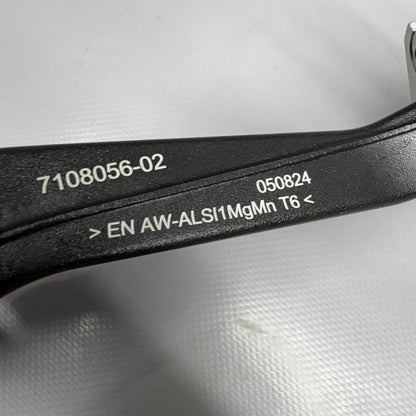 7108056-02
050824
> EN AW-ALSI1MgMn T6 <